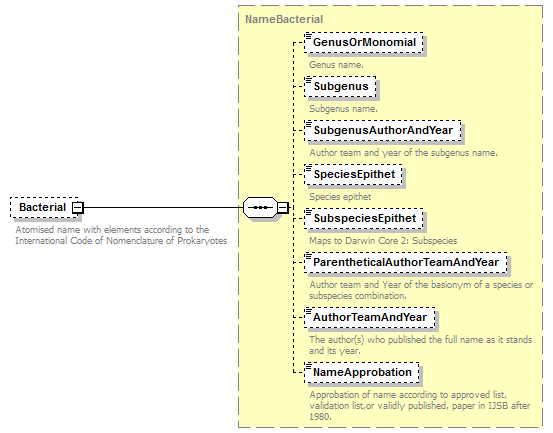 NameBacterial
GenusOrMonomial
Genus name.
Subgenus
Subgenus name.
SubgenusAuthorAndYear
Author team and year of the subgenus name.
SpeciesEpithet
Species epithet
Bacterial
Atomised name with elements according to the
International Code of Nomenclature of Prokaryotes
SubspeciesEpithet
Maps to Darwin Core 2: Subspecies
ParentheticalAuthorTeamAndYear
Author team and Year of the basionym of a species or
subspecies combination.
AuthorTeamAndYear
The author(s) who published the full name as it stands
and its year.
NameApprobation
Approbation of name according to approved list,
validation list,or validly published, paper in IJSB after
1980.